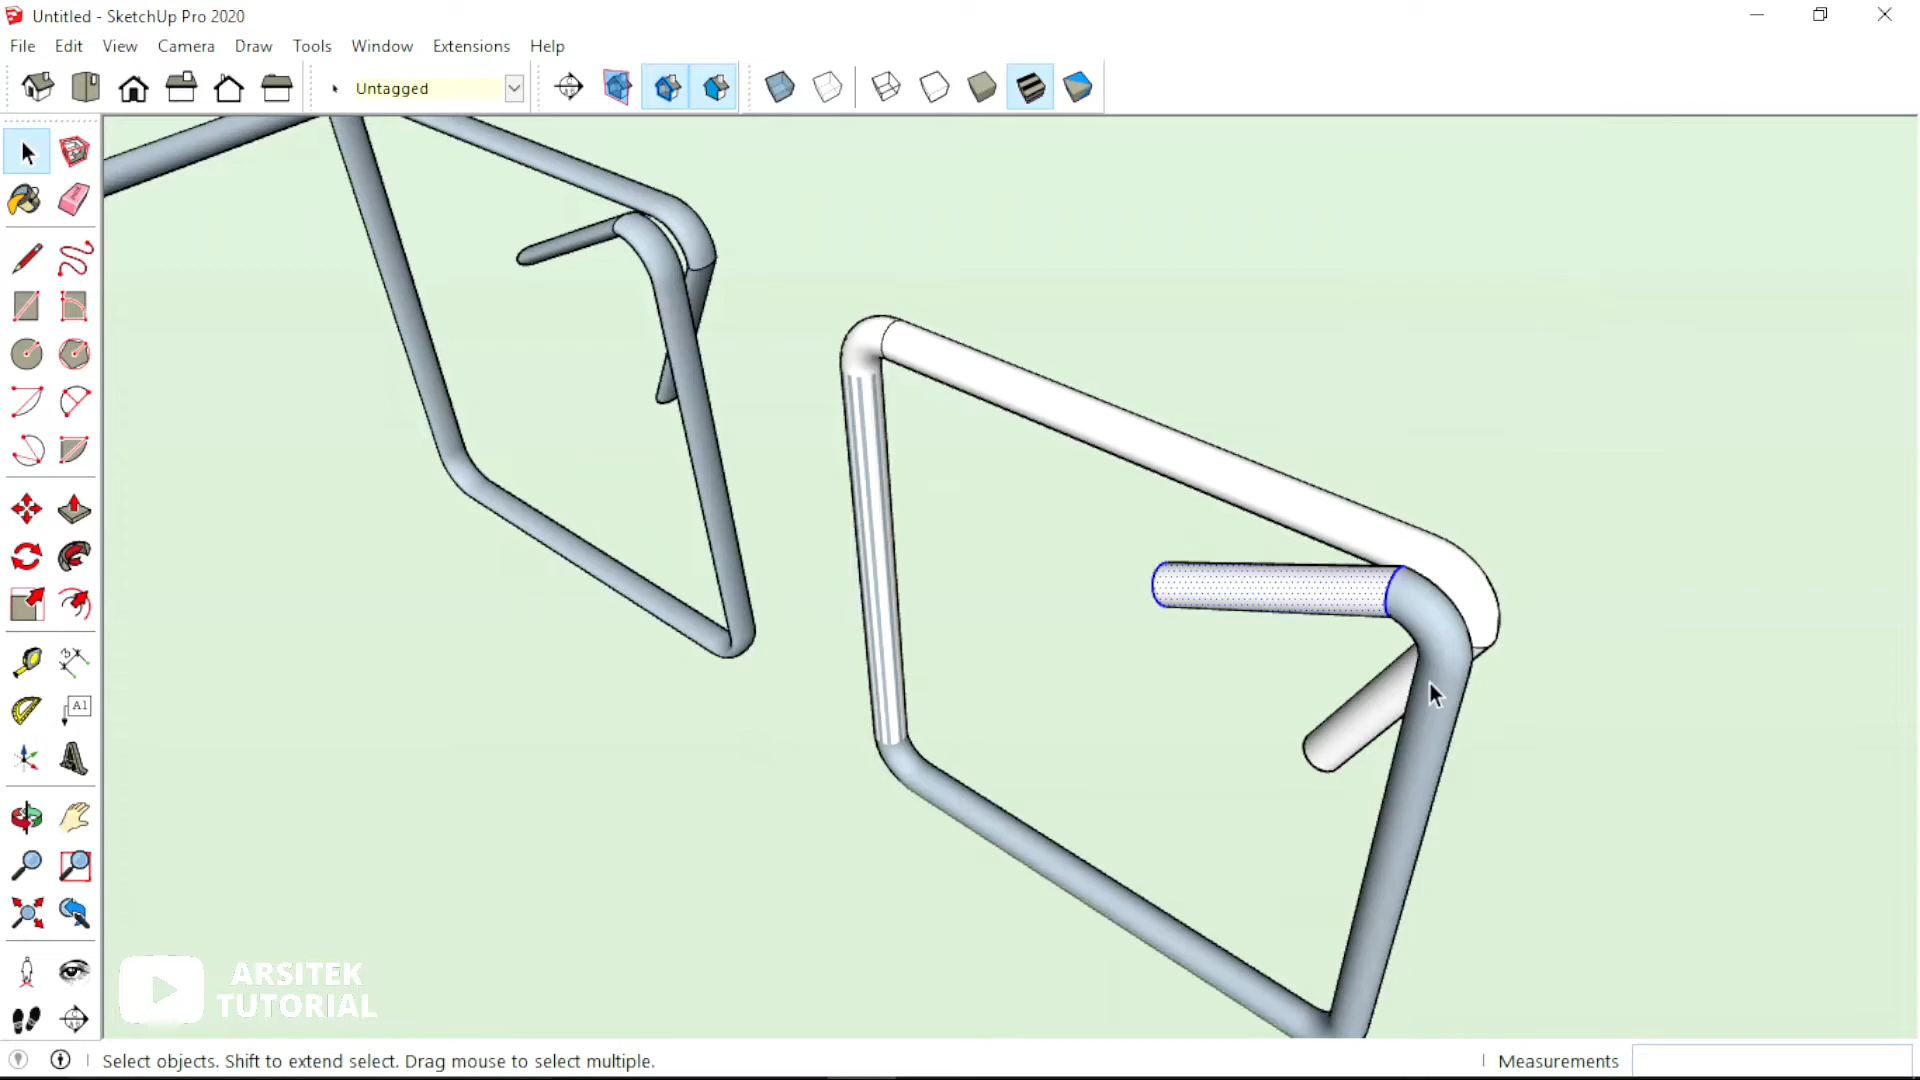 Untitled - SketchUp Pro 2020
File Edit View Camera Draw Tools Window Extensions Help
Untagged
A1
ARSITEK
TUTORIAL
Select objects. Shift to extend select. Drag mouse to select multiple.
Measurements